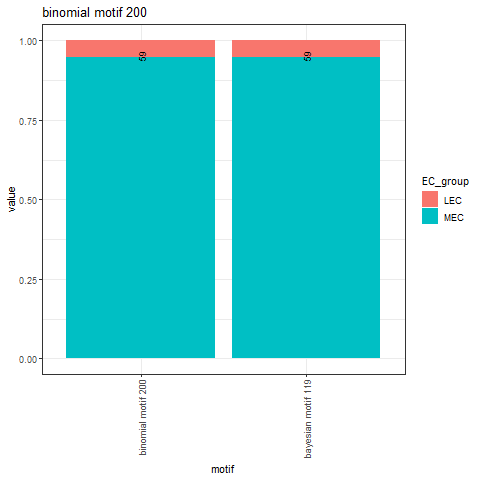 binomial motif 200
1.00
0.75
0.50
0.25
0.00
value
59
59
binomial motif 200
bayesian motif 119
motif
EC_group
LEC
MEC